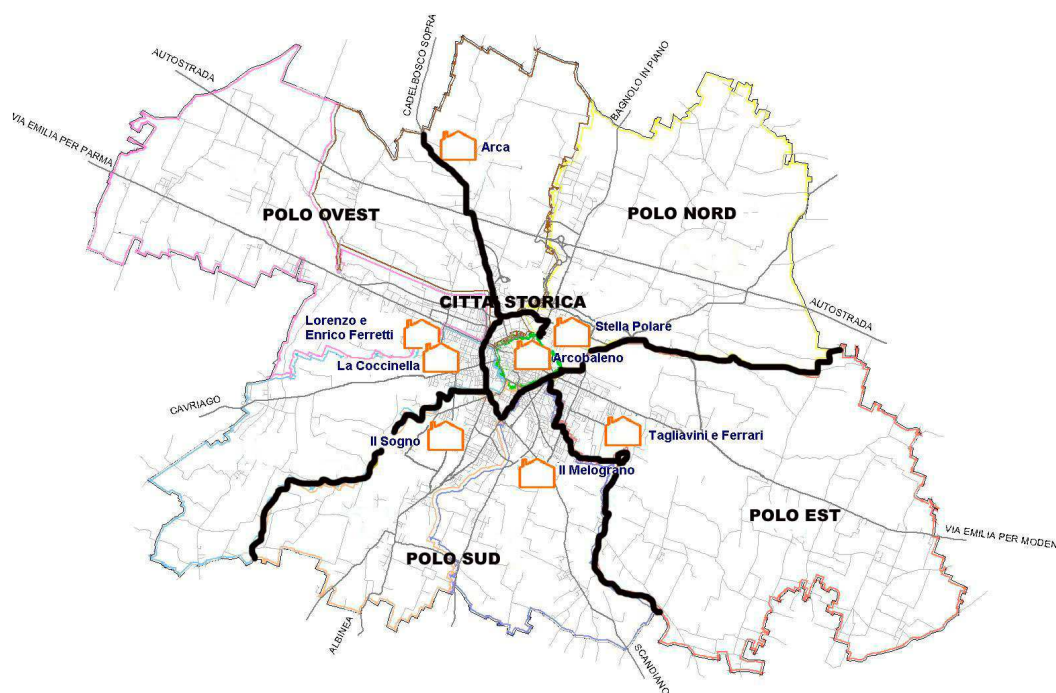 CADELBOSCO SOPRA
BAGNOLO IN PIANO
AUTOSTRADA
VIA EMILIA PER PARMA
Arca
POLO OVEST
POLO NORD
CITTA' STORICA
AUTOSTRADA
Lorenzo e
Enrico Ferretti
Stella Polare
La Coccinella
Arcobaleno
CAVRIAGO
Il Sogno
Tagliavini e Ferrari
Il Melograno
POLO EST
VIA EMILIA PER MODEN
POLO SUD
ALBINEA
SCANDIANO